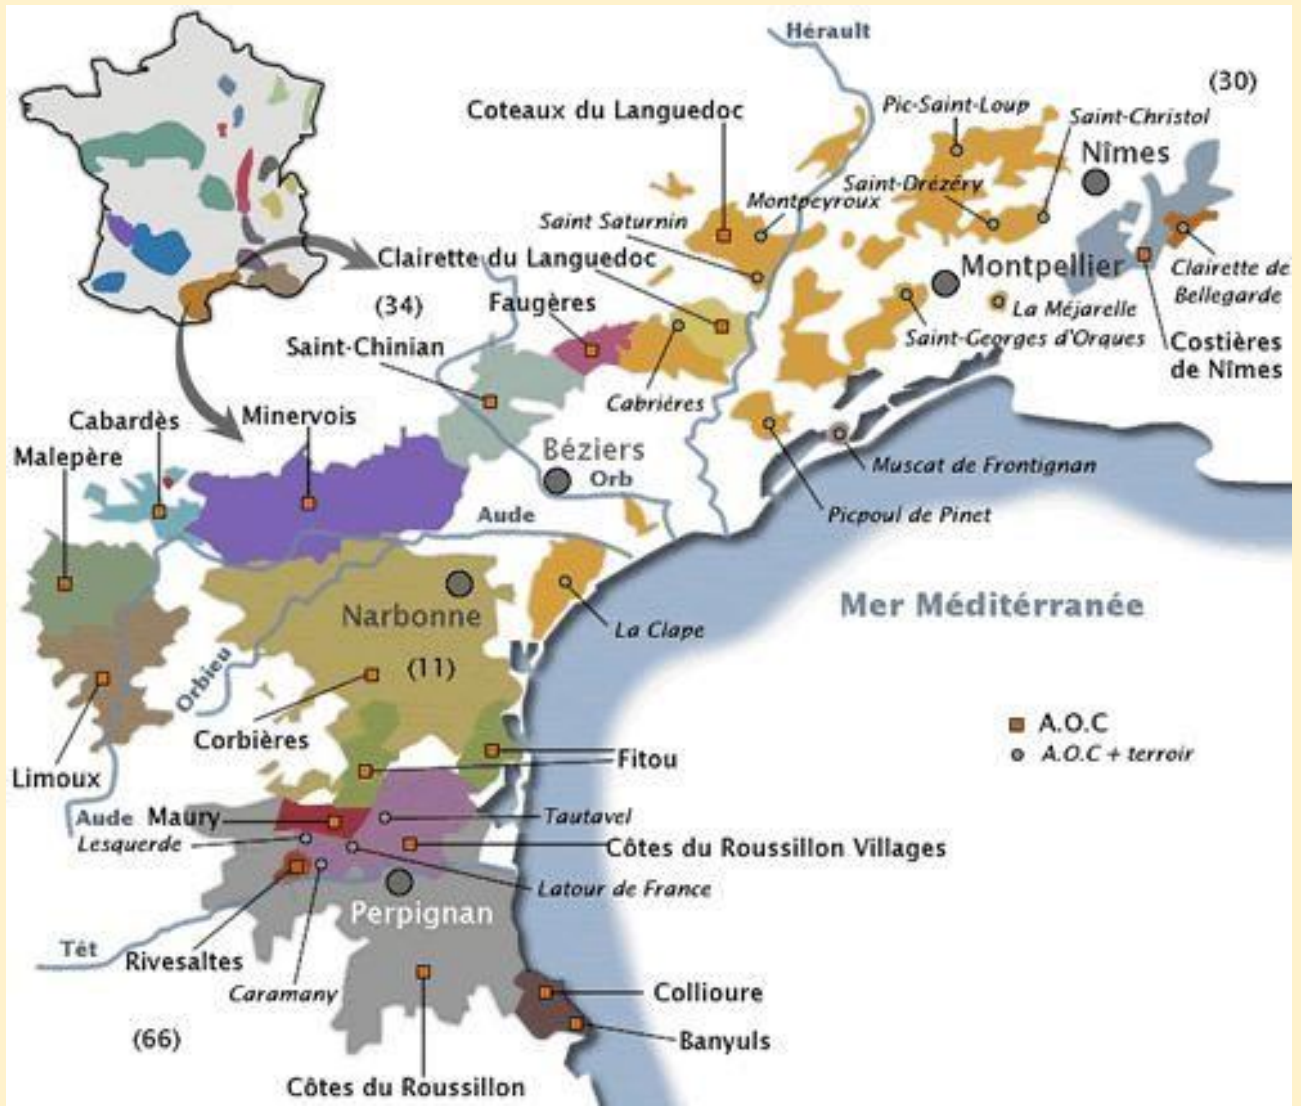 Hérault
(30)
Pic-Saint-Loup
Coteaux du Languedoc
Saint-Christol
Nîmes
Saint-Drézéry
Montpeyroux
Saint Saturnin
Clairette du Languedoc
Montpellier
Clairette de
Bellegarde
(34)
Faugères
La Méjarelle
Saint-Georges d'Orques
Costières
de Nîmes
Saint-Chinian
Cabriéres
Cabardès
Minervois
Malepère
Béziers
Orb
Muscat de Frontignan
Aude
Picpoul de Pinet
Mer Méditérranée
Narbonne
La Clape
(11)
Orbieu
Corbières
A.O.C
A.O.C + terroir
Limoux
Fitou
Aude
Maury
Tautavel
Lesquerde
Côtes du Roussillon Villages
Latour de France
Perpignan
Têt
Rivesaltes
Caramany
Collioure
(66)
Banyuls
Côtes du Roussillon